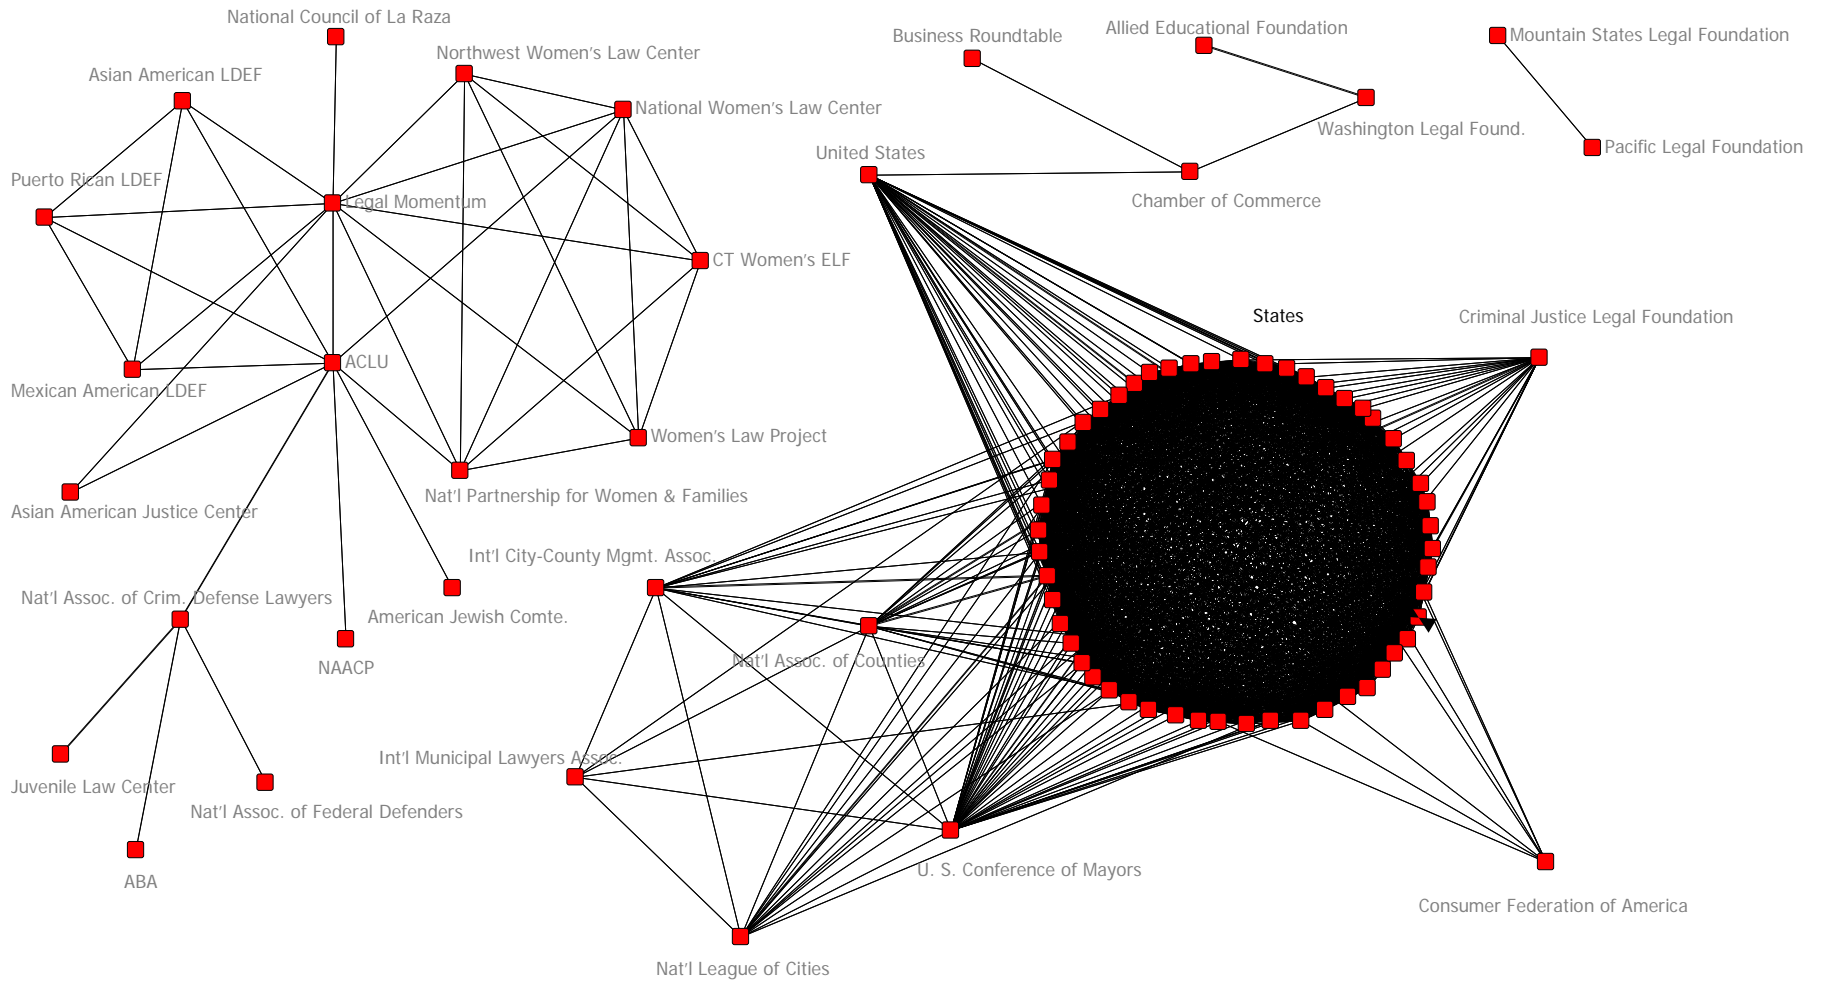 National Council of La Raza
Allied Educational Foundation
Business Roundtable
Mountain States Legal Foundation
Northwest Women's Law Center
Asian American LDEF
National Women's Law Center
Washington Legal Found.
Pacific Legal Foundation
United States
Puerto Rican LDEF
Legal Momentum
Chamber of Commerce
CT Women's ELF
States
Criminal Justice Legal Foundation
ACLU
Mexican American LDEF
Women's Law Project
Nat'l Partnership for Women & Families
Asian American Justice Center
Int'l City-County Mgmt. Assoc.
Nat'l Assoc. of Crim. Defense Lawyers
American Jewish Comte.
Nat'l Assoc. of Counties
NAACP
Int'l Municipal Lawyers Assoc.
Juvenile Law Center
Nat'l Assoc. of Federal Defenders
U. S. Conference of Mayors
ABA
Consumer Federation of America
Nat'l League of Cities